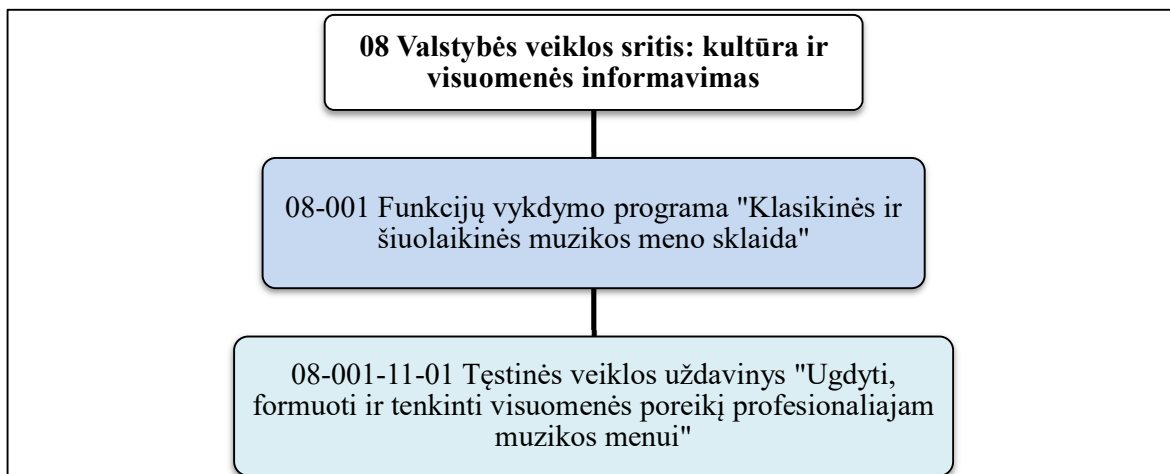 08 Valstybės veiklos sritis: kultūra ir
visuomenės informavimas
08-001 Funkcijų vykdymo programa "Klasikinės ir
šiuolaikinės muzikos meno sklaida"
08-001-11-01 Tęstinės veiklos uždavinys "Ugdyti,
formuoti ir tenkinti visuomenės poreikį profesionaliajam
muzikos menui"